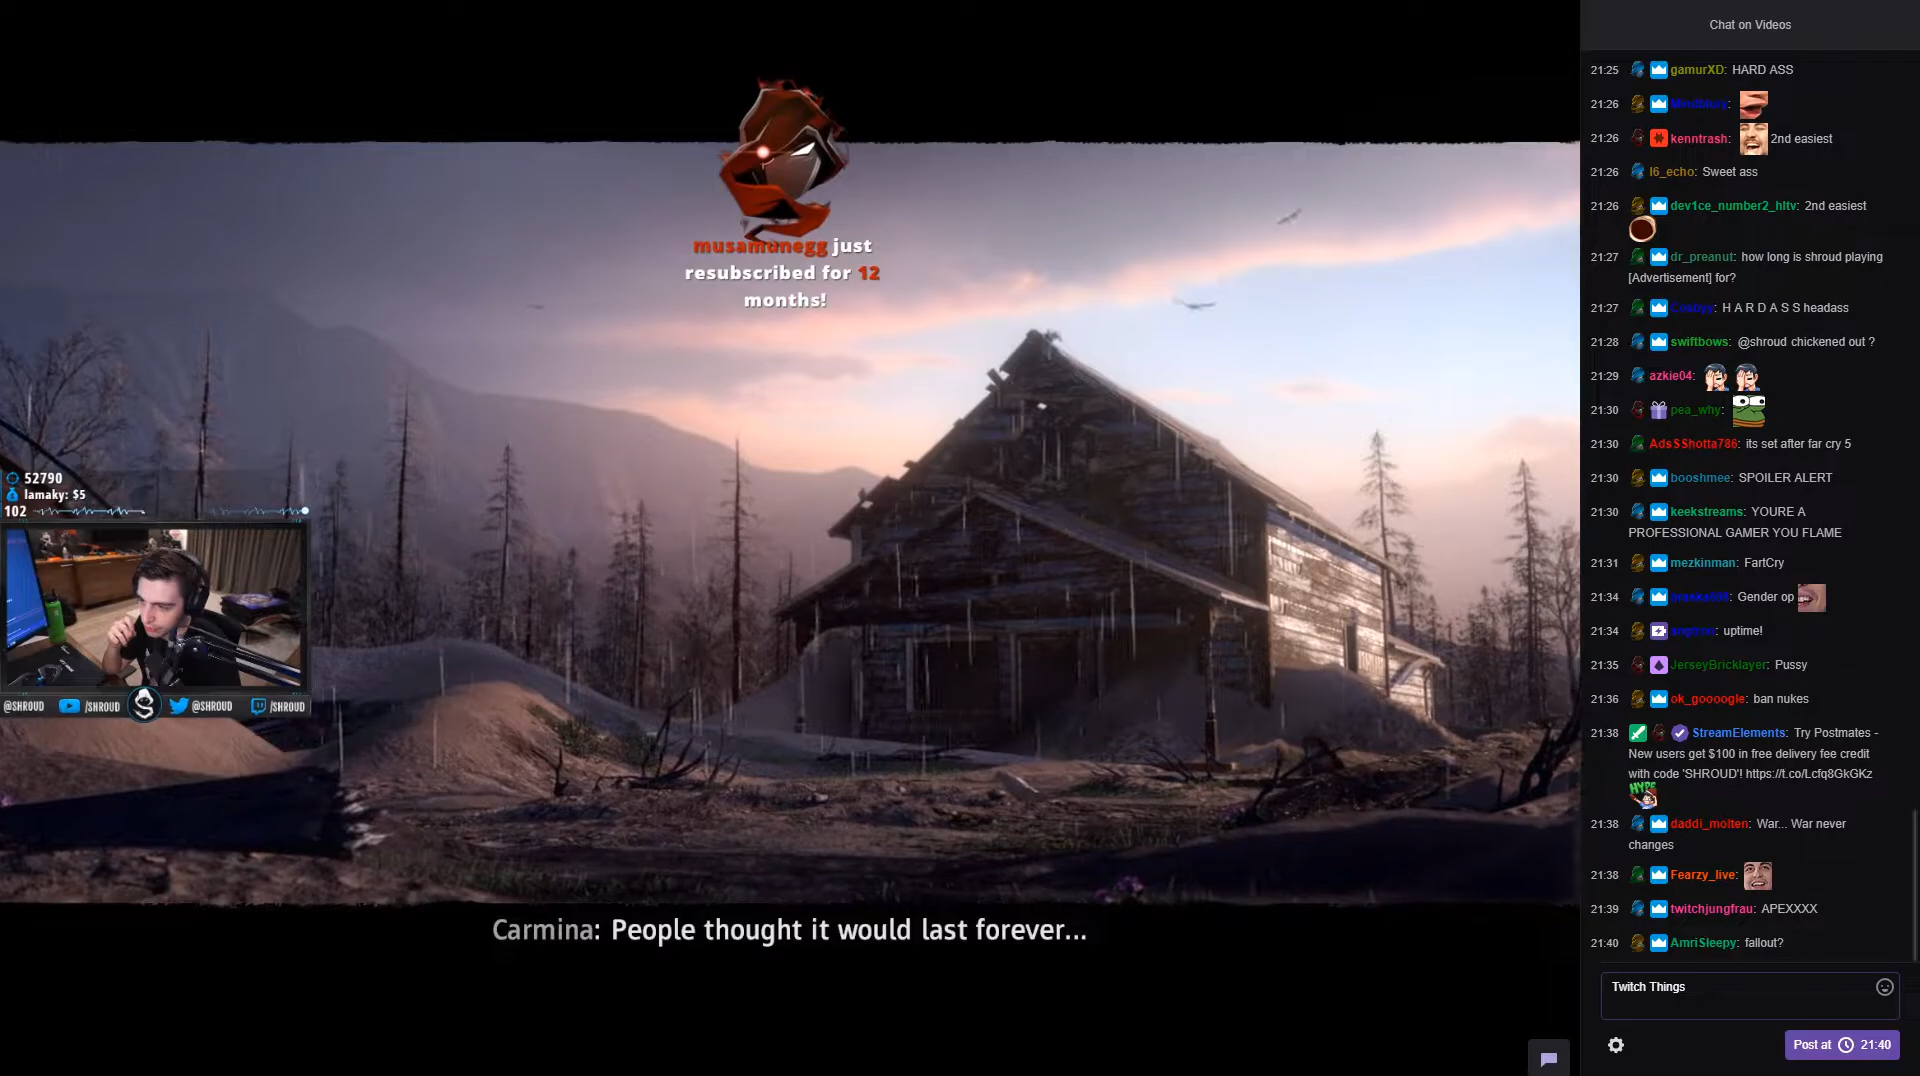 musamunegg just
resubscribed for 12
months!
52790
lamaky: $5
102
@SHROUD /SHROUD @SHROUD /SHROUD
Carmina: People thought it would last forever...
Chat on Videos
21:25 gamurXD: HARD ASS
21:26
21:26 kenntrash: 2nd easiest
21:26 l6_echo: Sweet ass
21:26 dev1ce_number2_hltv: 2nd easiest
21:27 dr_preanut: how long is shroud playing
[Advertisement] for?
21:27 Cosbyy: H A R D A S S headass
21:28 swiftbows: @shroud chickened out ?
21:29 azkie04:
21:30 pea_why:
21:30 AdsSShotta786: its set after far cry 5
21:30 booshmee: SPOILER ALERT
21:30 keekstreams: YOURE A
PROFESSIONAL GAMER YOU FLAME
21:31 mezkinman: FartCry
21:34 Gender op
21:34 uptime!
21:35 JerseyBricklayer: Pussy
21:36 ok_goooogle: ban nukes
21:38 StreamElements: Try Postmates -
New users get $100 in free delivery fee credit
with code 'SHROUD'! https://t.co/Lcfq8GkGKz
HYPE
21:38 daddi_molten: War... War never
changes
21:38 Fearzy_live:
21:39 twitchjungfrau: APEXXXX
21:40 AmriSleepy: fallout?
Twitch Things
Post at 21:40